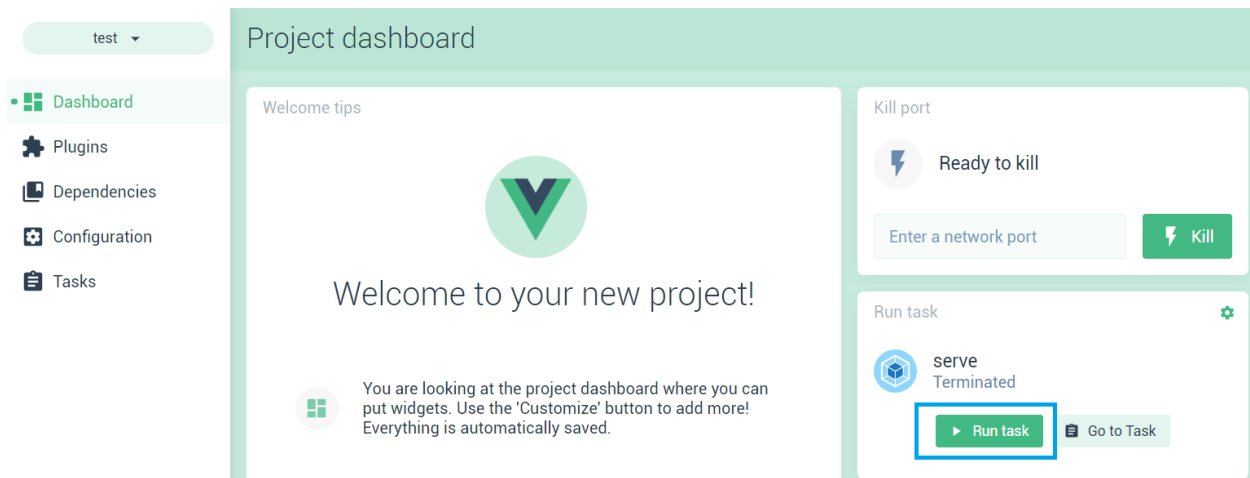 test
Project dashboard
Dashboard
Plugins
Dependencies
Configuration
Tasks
Welcome tips
Welcome to your new project!
You are looking at the project dashboard where you can
put widgets. Use the 'Customize' button to add more!
Everything is automatically saved.
Kill port
Ready to kill
Enter a network port
Kill
Run task
serve
Terminated
Run task
Go to Task